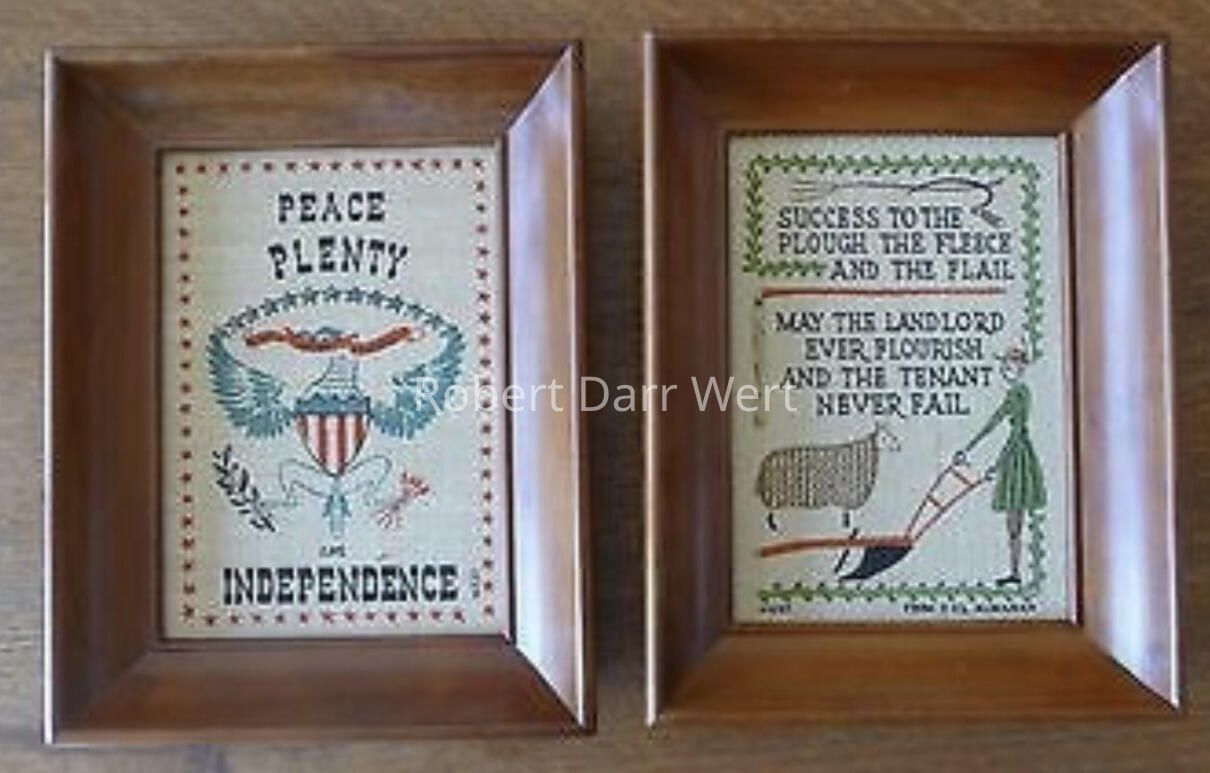 PEACE
PLENTY
INDEPENDENCE
SUCCESS TO THE
PLOUGH THE FLEECE
AND THE FLAIL
MAY THE LANDLORD
EVER FLOURISH
AND THE TENANT
NEVER FAIL
ALMANAC
Robert Darr Wert